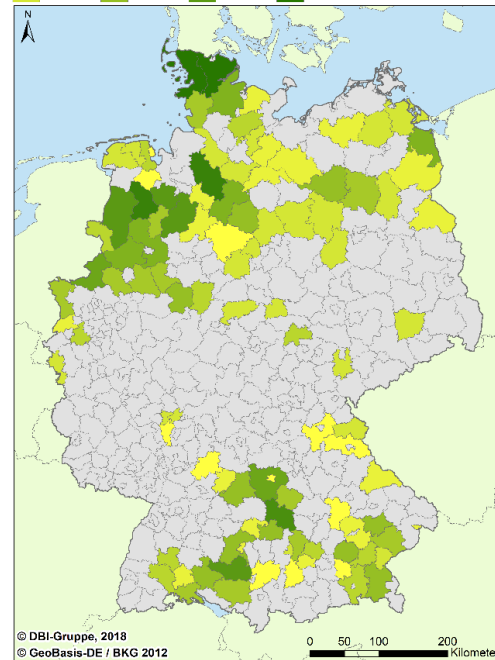 N
© DBI-Gruppe, 2018
© GeoBasis-DE / BKG 2012
0 50 100 200
Kilomete